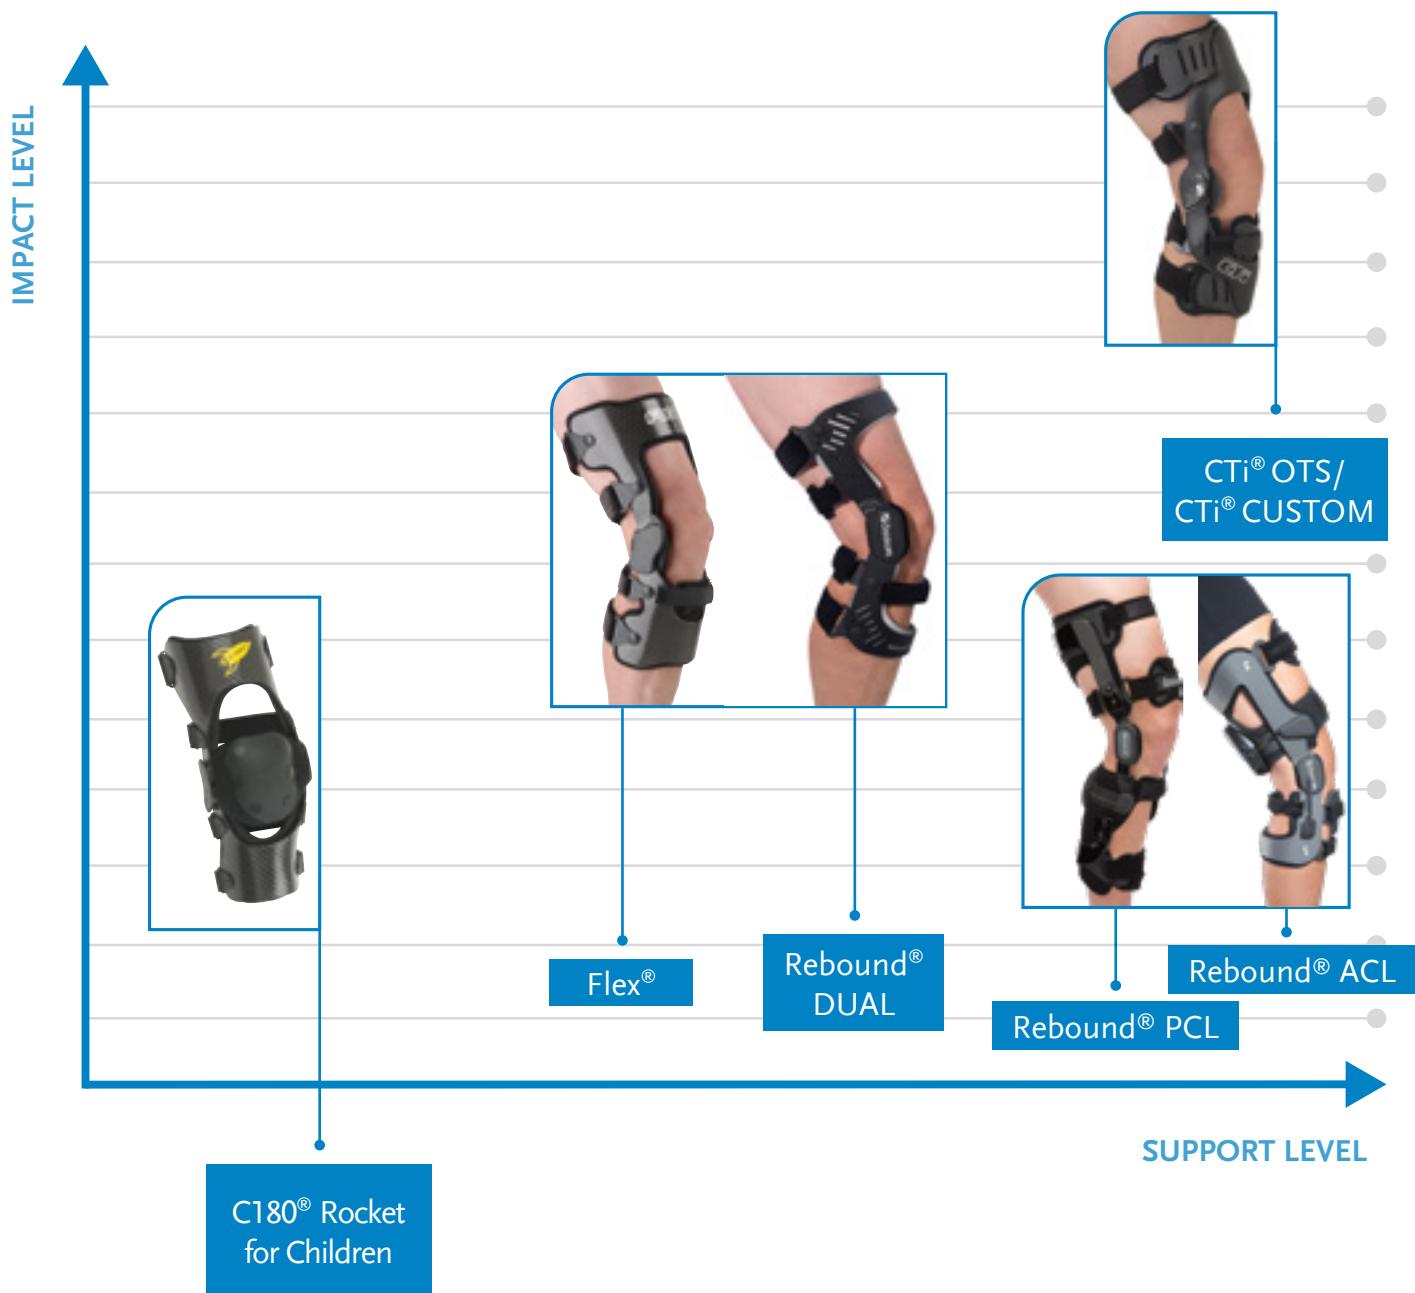 IMPACT LEVEL
CTi® OTS/
CTi® CUSTOM
Flex®
Rebound®
DUAL
Rebound® ACL
Rebound® PCL
SUPPORT LEVEL
C180® Rocket
for Children